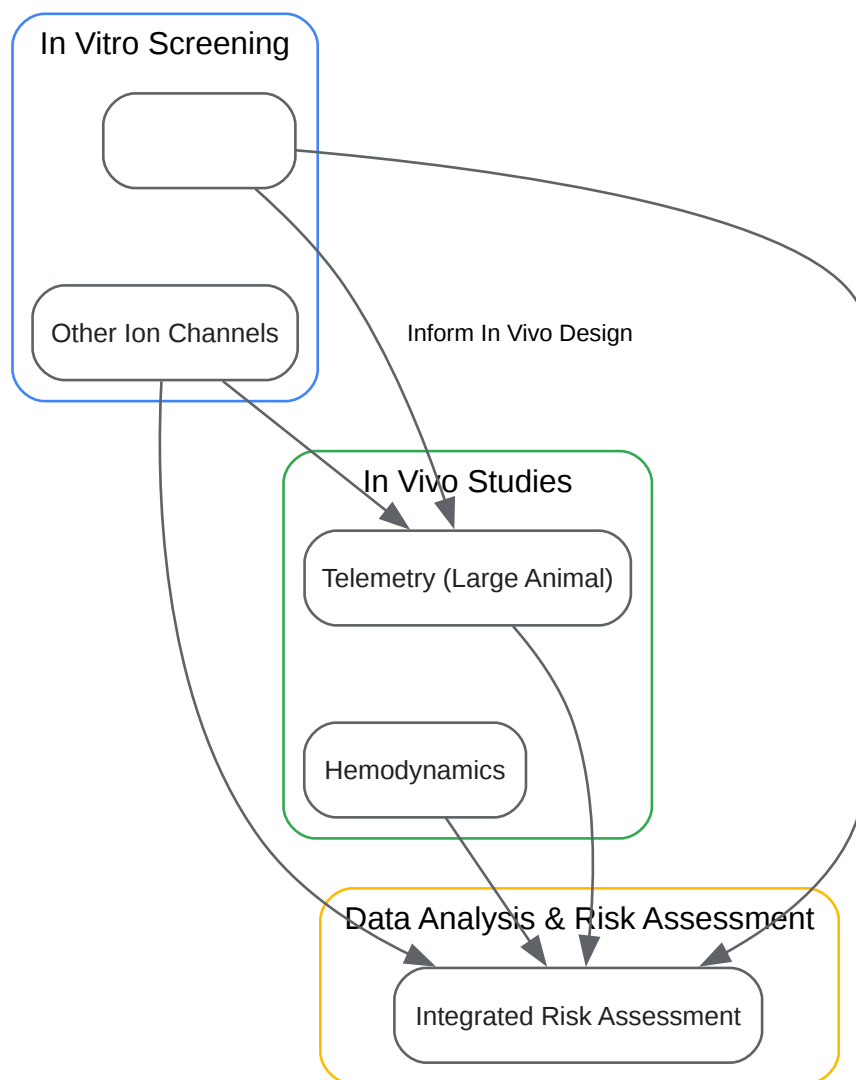 In Vitro Screening
Other Ion Channels
Inform In Vivo Design
In Vivo Studies
Telemetry (Large Animal)
Hemodynamics
Data Analysis & Risk Assessment
Integrated Risk Assessment